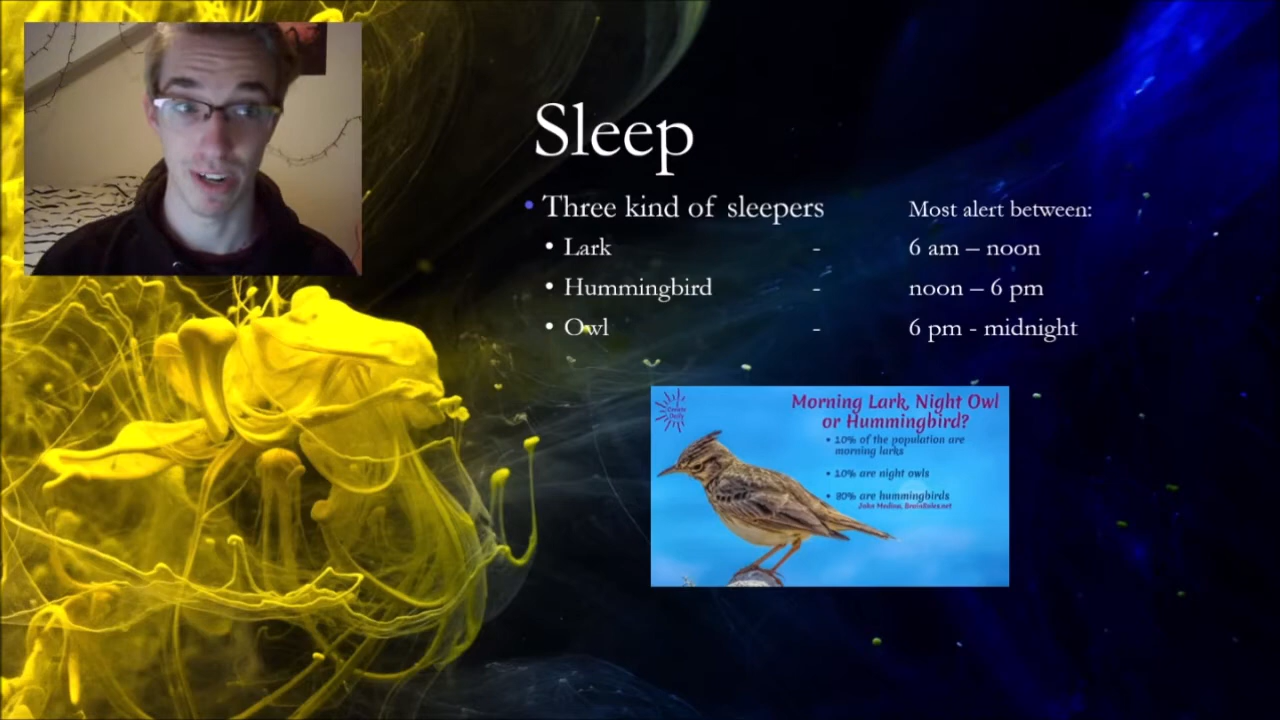 Sleep
• Three kind of sleepers Most alert between:
• Lark - 6 am – noon
• Hummingbird - noon – 6 pm
• Owl - 6 pm - midnight
Morning Lark, Night Owl
or Hummingbird?
• 10% of the population are
morning larks
• 10% are night owls
• 80% are hummingbirds
John Medina, BrainRules.net
Create
Daily